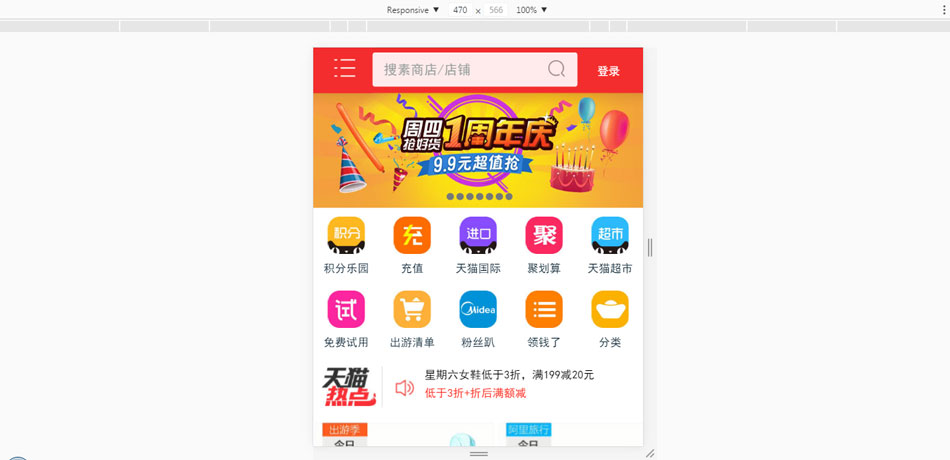 Responsive ▼ 470 x 566 100% ▼
搜素商店/店铺
登录
周四
抢好货
1周年庆
9.9元超值抢
积分 充 进口 聚 超市
积分乐园 充值 天猫国际 聚划算 天猫超市
试 Midea
免费试用 出游清单 粉丝趴 领钱了 分类
天猫
热点
星期六女鞋低于3折，满199减20元
低于3折+折后满额减
出游季 阿里旅行
今日 今日